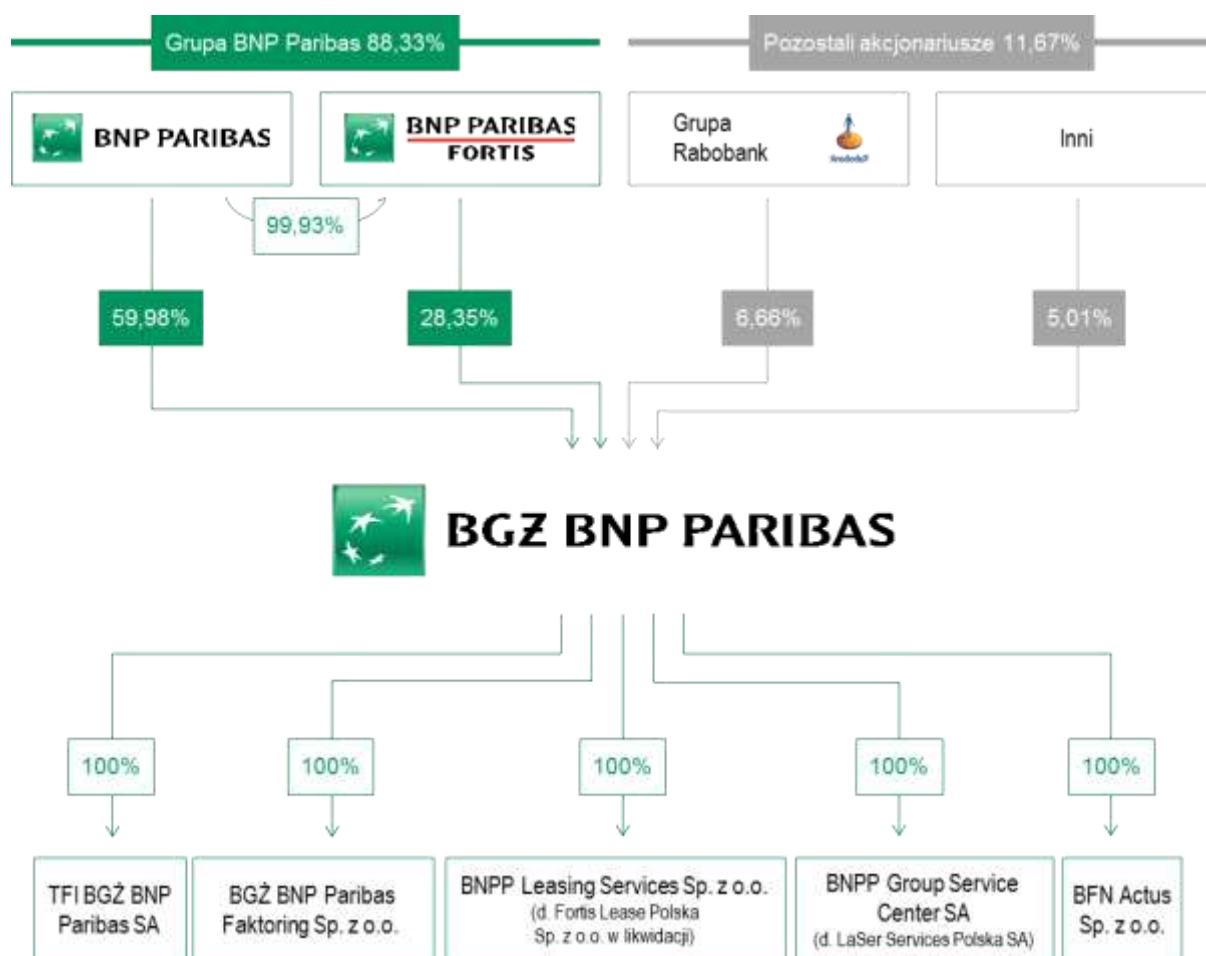 Grupa BNP Paribas 88,33%
Pozostali akcjonariusze 11,67%
BNP PARIBAS
BNP PARIBAS
FORTIS
Grupa
Rabobank
Inni
99,93%
59,98%
28,35%
6,66%
5,01%
BGŻ BNP PARIBAS
100%
100%
100%
100%
100%
TFI BGŻ BNP
Paribas SA
BGŻ BNP Paribas
Faktoring Sp. z o.o.
BNPP Leasing Services Sp. z o.o.
(d. Fortis Lease Polska
Sp. z o.o. w likwidacji)
BNPP Group Service
Center SA
(d. LaSer Services Polska SA)
BFN Actus
Sp. z o.o.